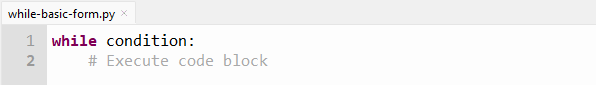 while-basic-form.py
1 while condition:
2     # Execute code block